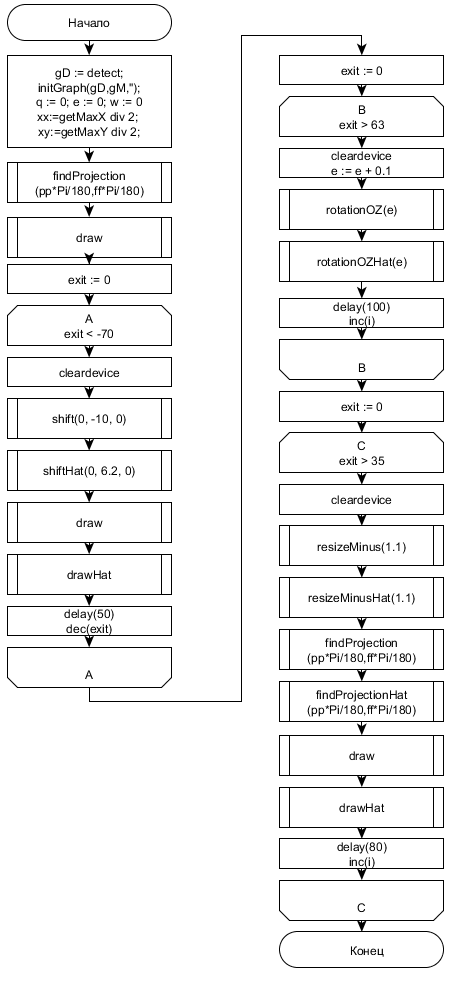 Начало
gD := detect;
initGraph(gD,gM,'');
q := 0; e := 0; w := 0
xx:=getMaxX div 2;
xy:=getMaxY div 2;
findProjection
(pp*Pi/180,ff*Pi/180)
draw
exit := 0
A
exit < -70
cleardevice
shift(0, -10, 0)
shiftHat(0, 6.2, 0)
draw
drawHat
delay(50)
dec(exit)
A
exit := 0
B
exit > 63
cleardevice
e := e + 0.1
rotationOZ(e)
rotationOZHat(e)
delay(100)
inc(i)
B
exit := 0
C
exit > 35
cleardevice
resizeMinus(1.1)
resizeMinusHat(1.1)
findProjection
(pp*Pi/180,ff*Pi/180)
findProjectionHat
(pp*Pi/180,ff*Pi/180)
draw
drawHat
delay(80)
inc(i)
C
Конец